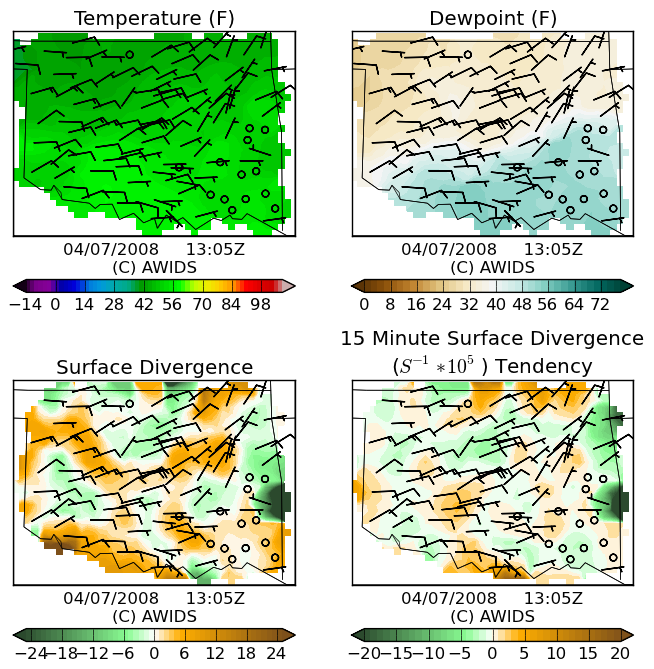 Temperature (F)
Dewpoint (F)
04/07/2008 13:05Z
(C) AWIDS
04/07/2008 13:05Z
(C) AWIDS
−14 0 14 28 42 56 70 84 98
0 8 16 24 32 40 48 56 64 72
Surface Divergence
15 Minute Surface Divergence
(S⁻¹ *10⁵ ) Tendency
04/07/2008 13:05Z
(C) AWIDS
04/07/2008 13:05Z
(C) AWIDS
−24 −18 −12 −6 0 6 12 18 24
−20 −15 −10 −5 0 5 10 15 20